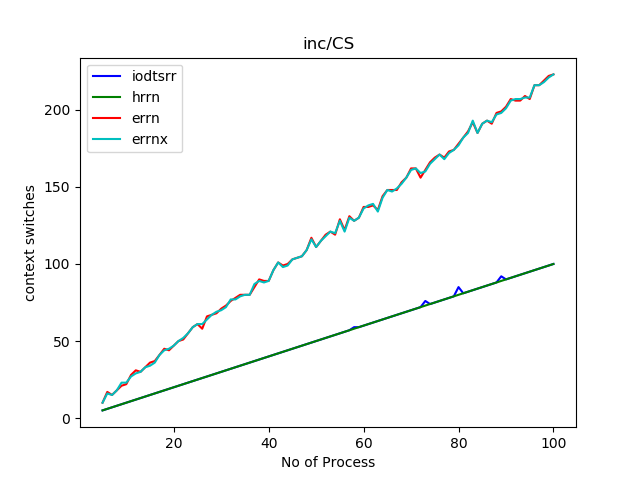 inc/CS
iodtsrr
hrrn
errn
errnx
context switches
200
150
100
50
0
20 40 60 80 100
No of Process